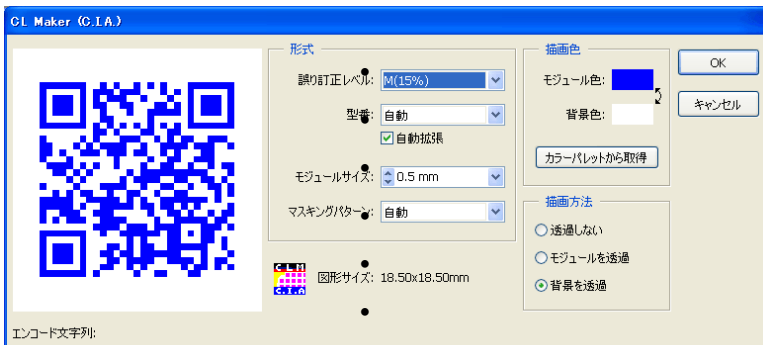 CL Maker (C.I.A.)
形式
誤り訂正レベル: M(15%)
型番: 自動
自動拡張
モジュールサイズ: 0.5 mm
マスキングパターン: 自動
CLM
C.I.A
図形サイズ: 18.50x18.50mm
描画色
モジュール色:
背景色:
カラーパレットから取得
描画方法
透過しない
モジュールを透過
背景を透過
OK
キャンセル
エンコード文字列: